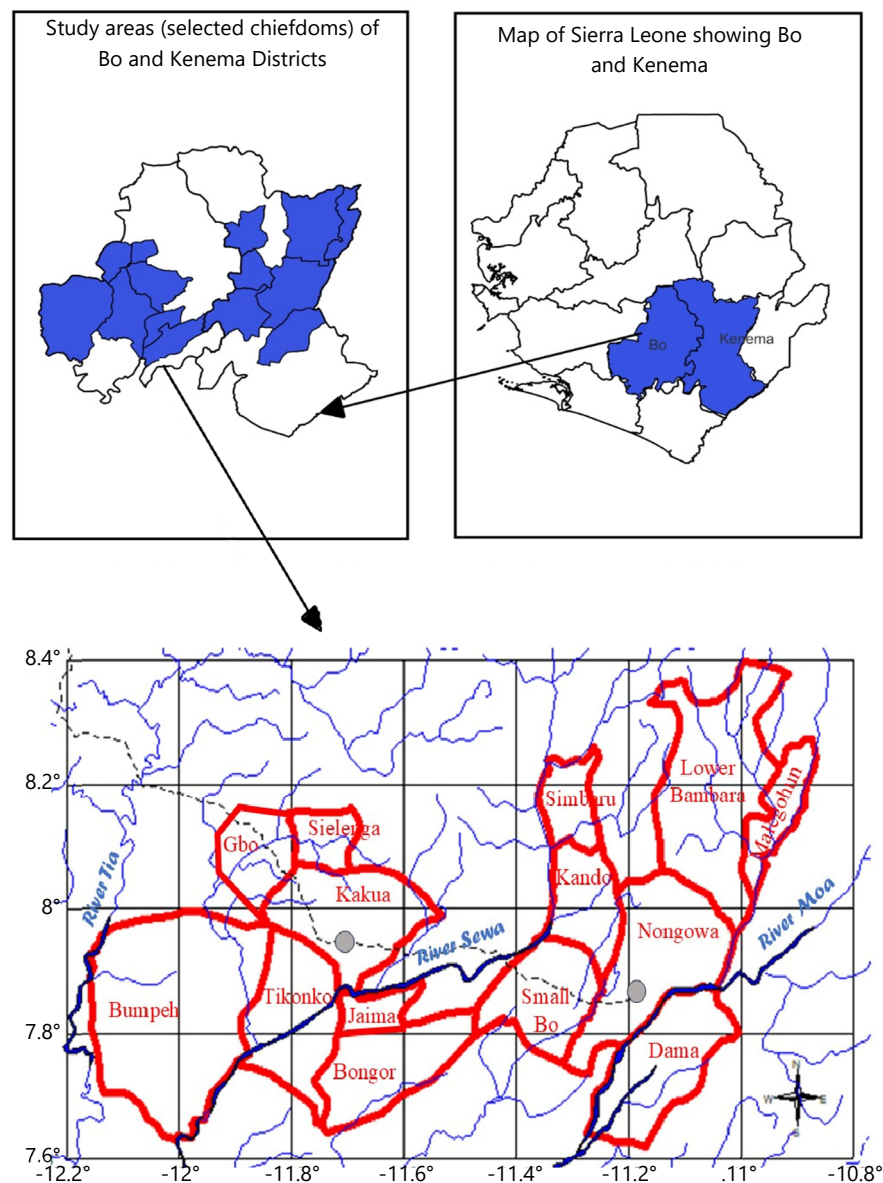 Study areas (selected chiefdoms) of
Bo and Kenema Districts
Map of Sierra Leone showing Bo
and Kenema
Bo
Kenema
8.4°
8.2°
8°
7.8°
7.6°
River Tia
Gbo
Sielenga
Kakua
River Sewa
Bumpeh
Tikonko
Jaima
Bongor
Simbaru
Kando
Small
Bo
Lower
Bambara
Malegohun
Nongowa
River Moa
Dama
N
W
E
S
-12.2°
-12°
-11.8°
-11.6°
-11.4°
-11.2°
.11°
-10.8°